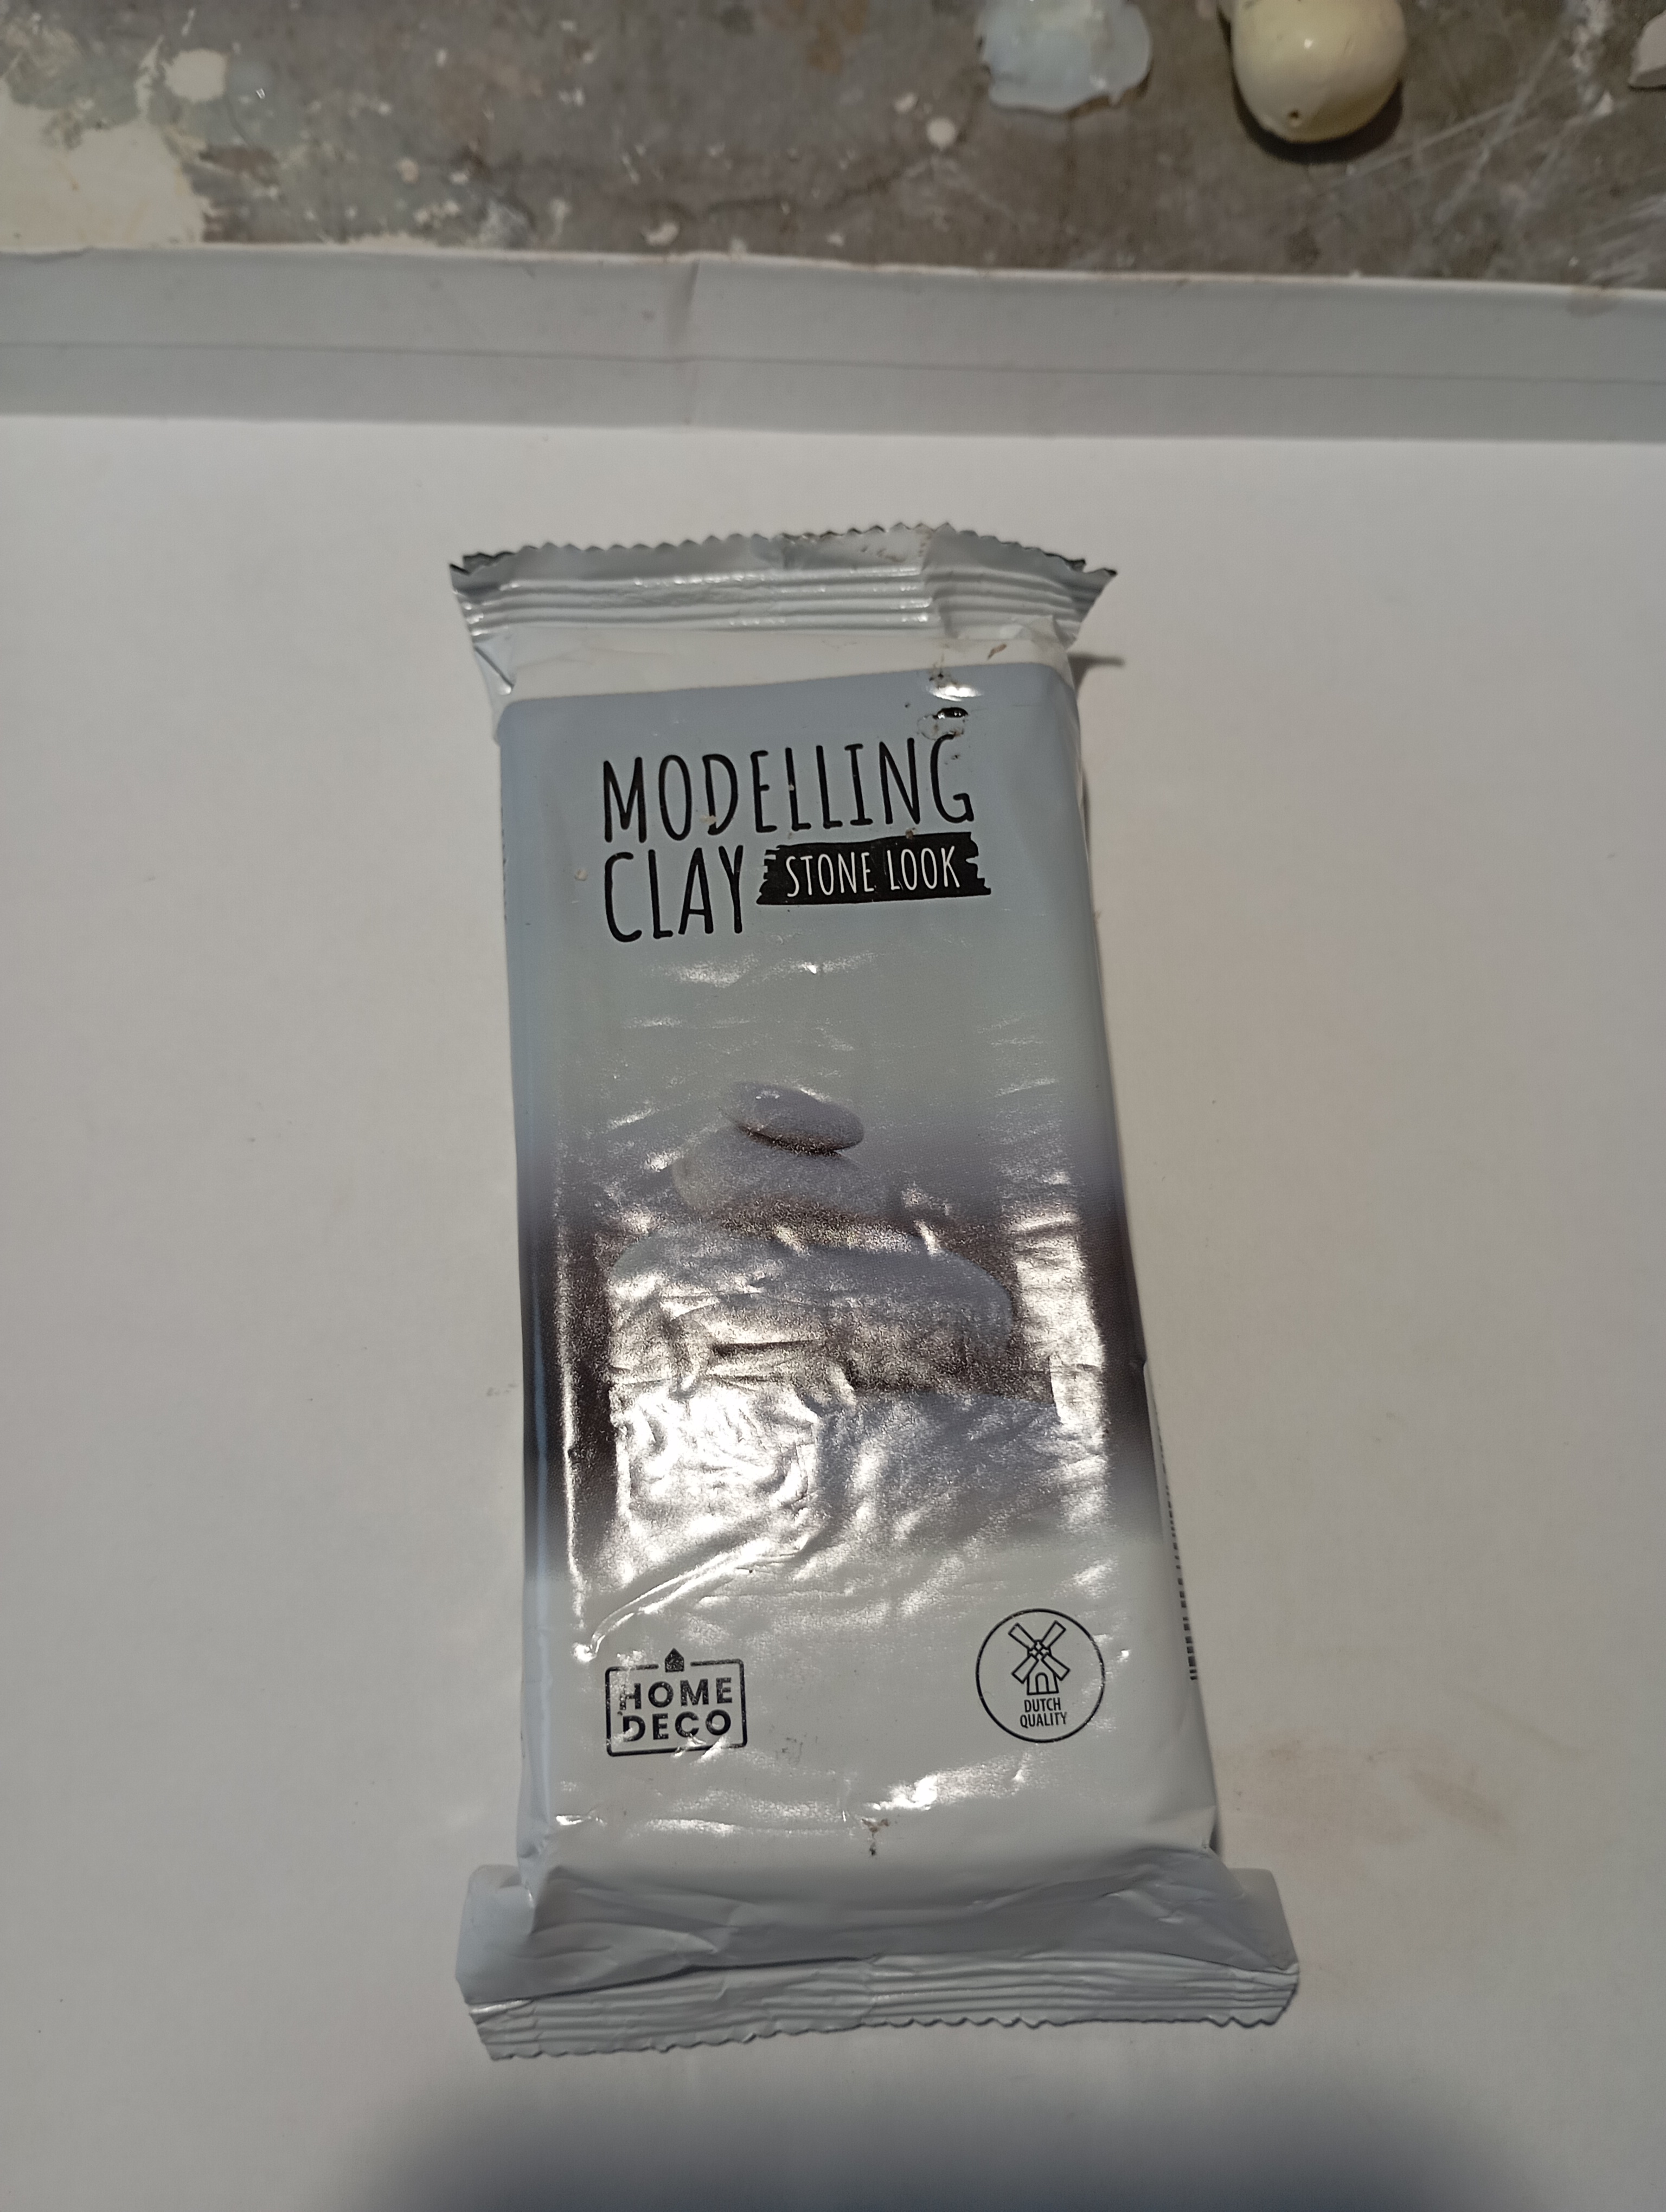 MODELLING
CLAY STONE LOOK
HOME
DECO
DUTCH
QUALITY